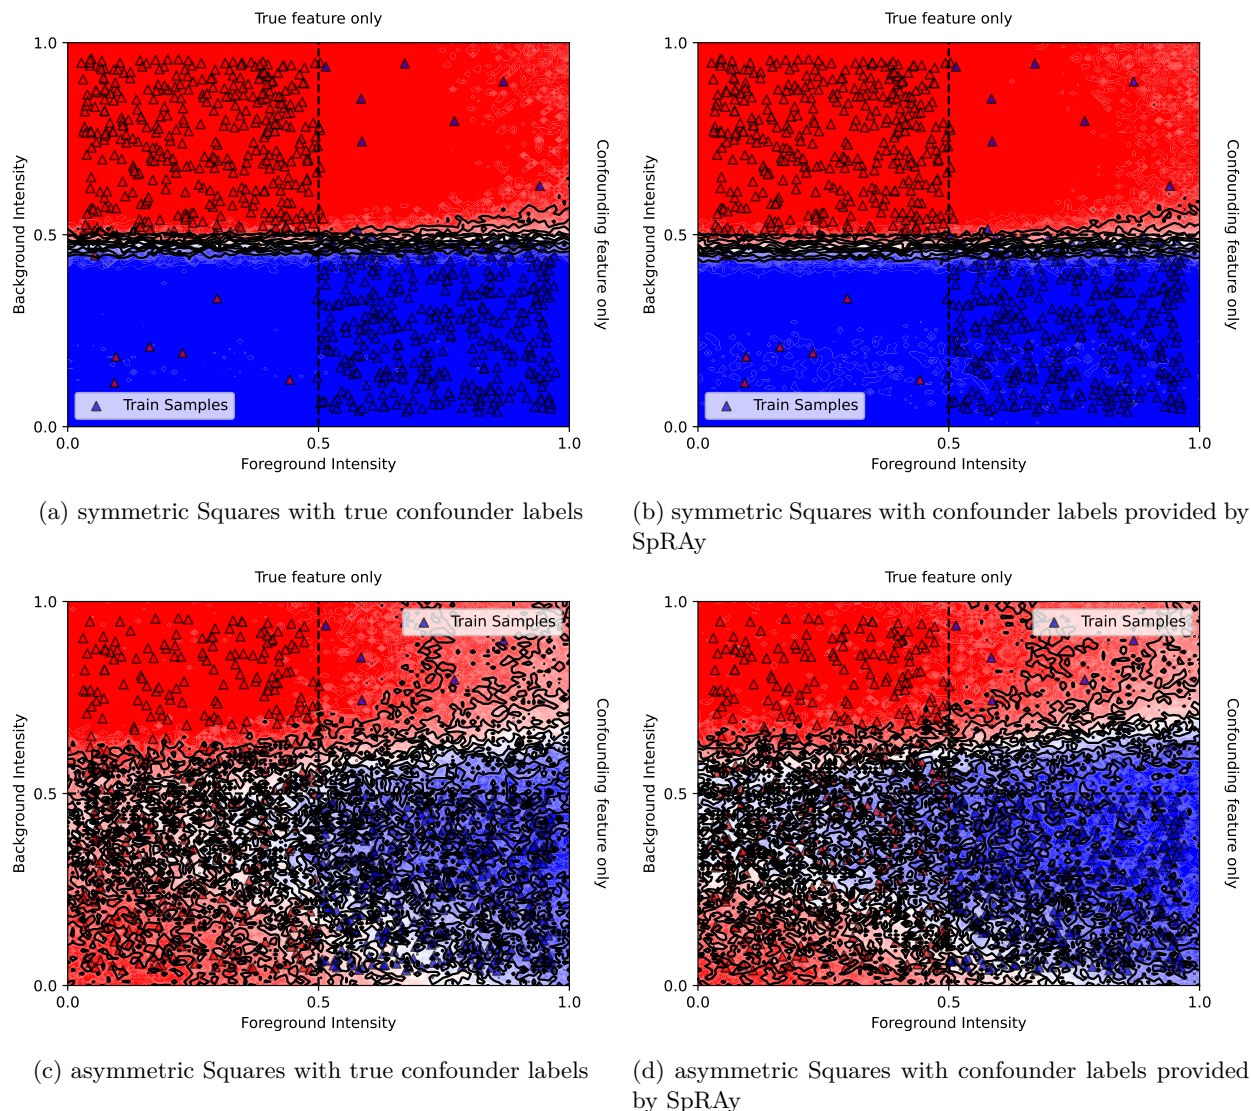 True feature only
True feature only
1.0
0.5
0.0
Background Intensity
Train Samples
Confounding feature only
0.0 0.5 1.0
Foreground Intensity
1.0
0.5
0.0
Background Intensity
Train Samples
Confounding feature only
0.0 0.5 1.0
Foreground Intensity
(a) symmetric Squares with true confounder labels
(b) symmetric Squares with confounder labels provided by
SpRAy
True feature only
True feature only
1.0
0.5
0.0
Background Intensity
Train Samples
Confounding feature only
0.0 0.5 1.0
Foreground Intensity
1.0
0.5
0.0
Background Intensity
Train Samples
Confounding feature only
0.0 0.5 1.0
Foreground Intensity
(c) asymmetric Squares with true confounder labels
(d) asymmetric Squares with confounder labels provided
by SpRAy